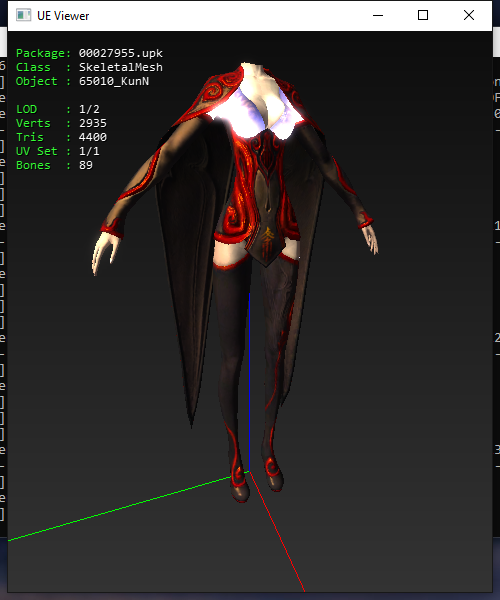 UE Viewer
Package: 00027955.upk
Class : SkeletalMesh
Object : 65010_KunN
LOD : 1/2
Verts : 2935
Tris : 4400
UV Set : 1/1
Bones : 89